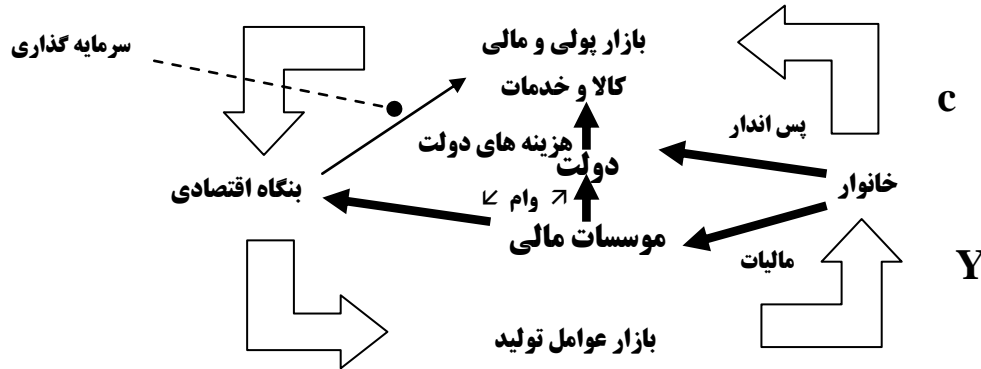 بازار پولی و مالی
سرمایه گذاری
کالا و خدمات
c
پس اندار
هزینه های دولت
دولت
خانوار
بنگاه اقتصادی
↗ وام ↙
موسسات مالی
مالیات
Y
بازار عوامل تولید